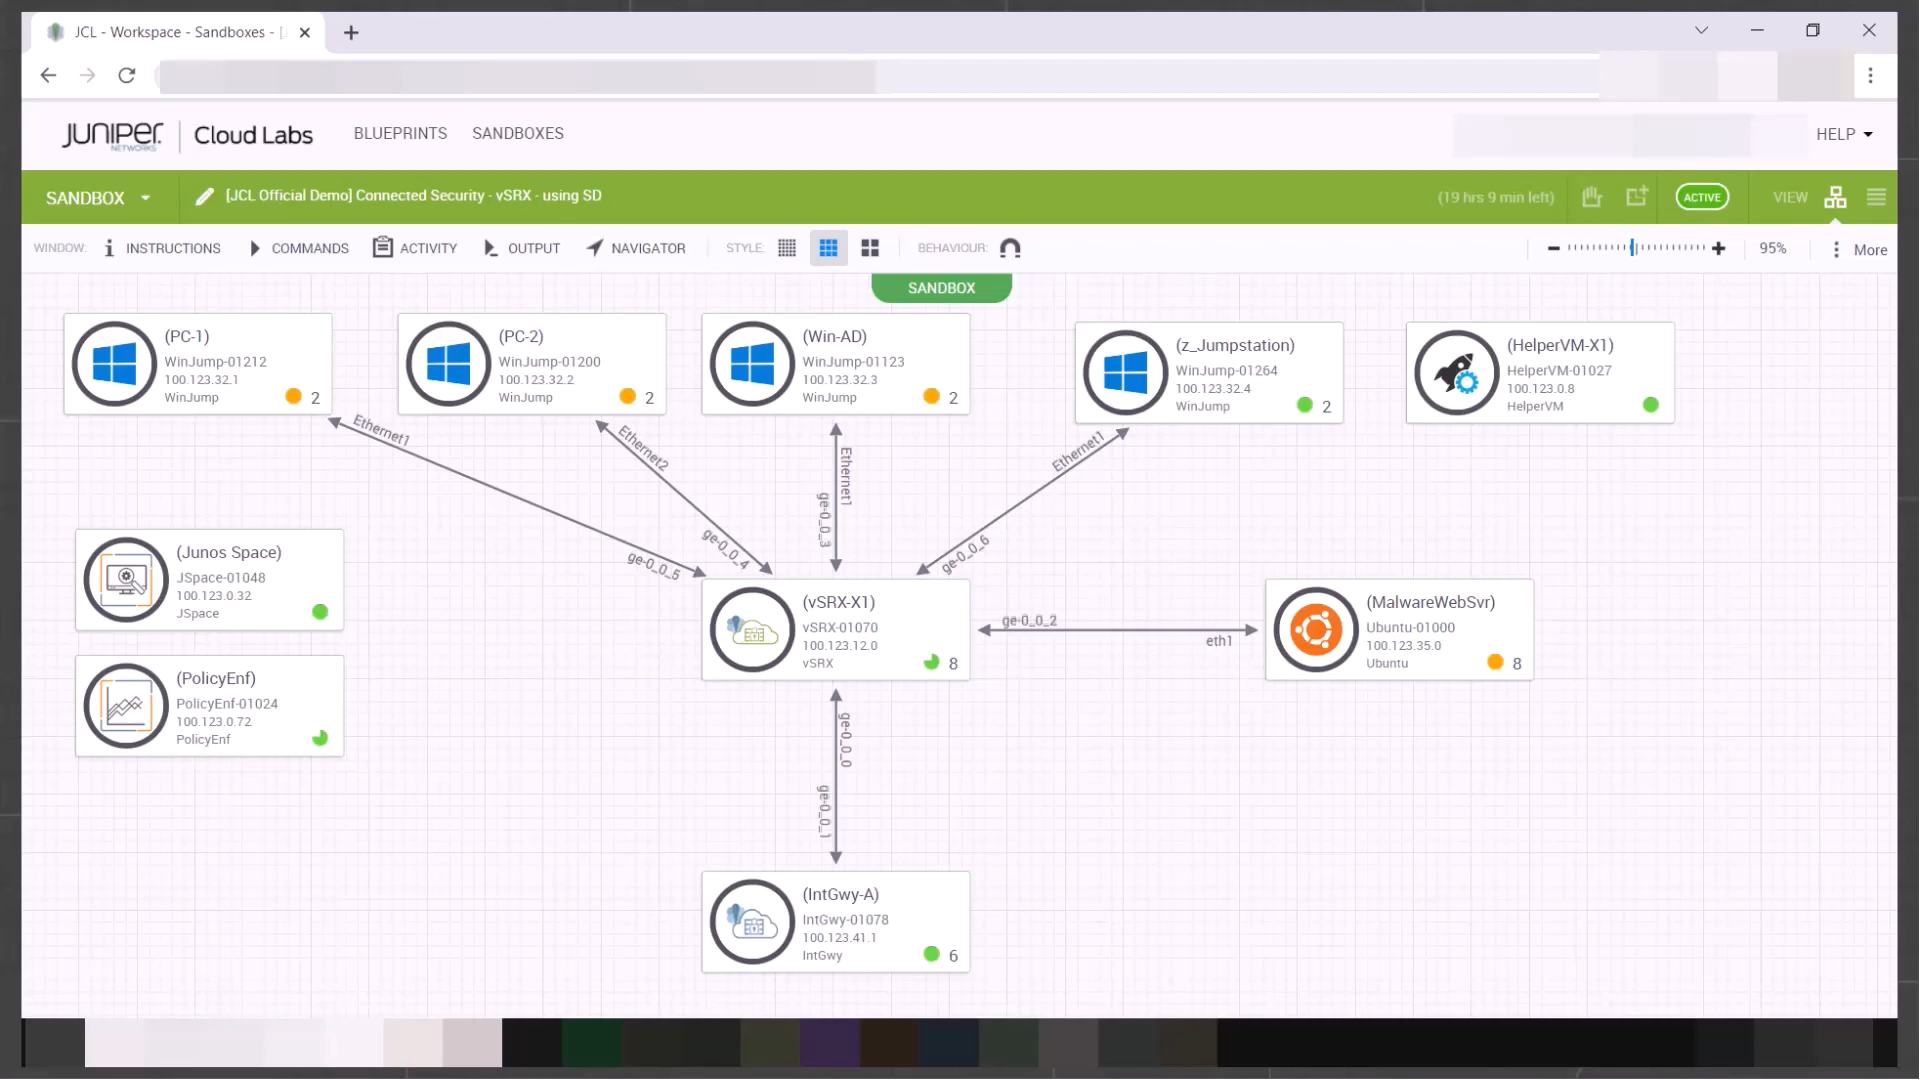 JCL - Workspace - Sandboxes - [
JUNIPER NETWORKS Cloud Labs BLUEPRINTS SANDBOXES HELP
SANDBOX [JCL Official Demo] Connected Security - vSRX - using SD (19 hrs 9 min left) ACTIVE VIEW
WINDOW: INSTRUCTIONS COMMANDS ACTIVITY OUTPUT NAVIGATOR STYLE: BEHAVIOUR: 95% More
SANDBOX
(PC-1)
WinJump-01212
100.123.32.1
WinJump 2
(PC-2)
WinJump-01200
100.123.32.2
WinJump 2
(Win-AD)
WinJump-01123
100.123.32.3
WinJump 2
(z_Jumpstation)
WinJump-01264
100.123.32.4
WinJump 2
(HelperVM-X1)
HelperVM-01027
100.123.0.8
HelperVM
Ethernet1
Ethernet2
Ethernet1
Ethernet1
ge-0_0_5
ge-0_0_4
ge-0_0_3
ge-0_0_6
(Junos Space)
JSpace-01048
100.123.0.32
JSpace
(vSRX-X1)
vSRX-01070
100.123.12.0
vSRX 8
ge-0_0_2
eth1
(MalwareWebSvr)
Ubuntu-01000
100.123.35.0
Ubuntu 8
(PolicyEnf)
PolicyEnf-01024
100.123.0.72
PolicyEnf
ge-0_0_0
ge-0_0_1
(IntGwy-A)
IntGwy-01078
100.123.41.1
IntGwy 6